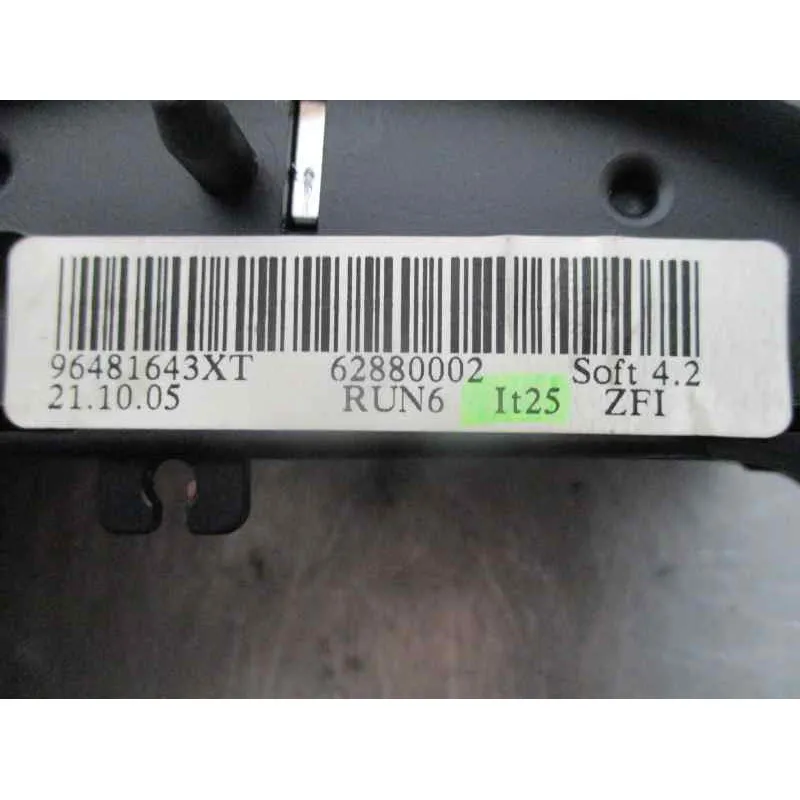 96481643XT 62880002 Soft 4.2
21.10.05 RUN6 It25 ZFI